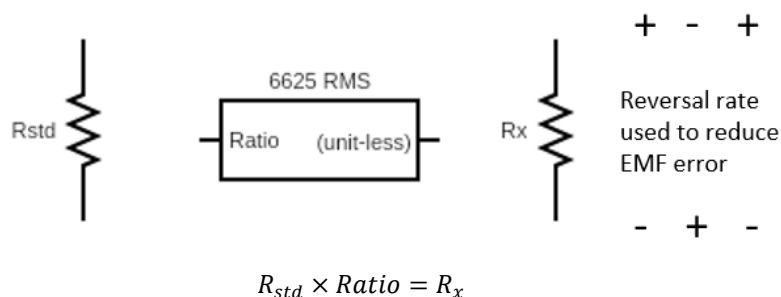 + - +
6625 RMS
Rstd
Ratio (unit-less)
Rx
Reversal rate
used to reduce
EMF error
- + -
R_std × Ratio = R_x